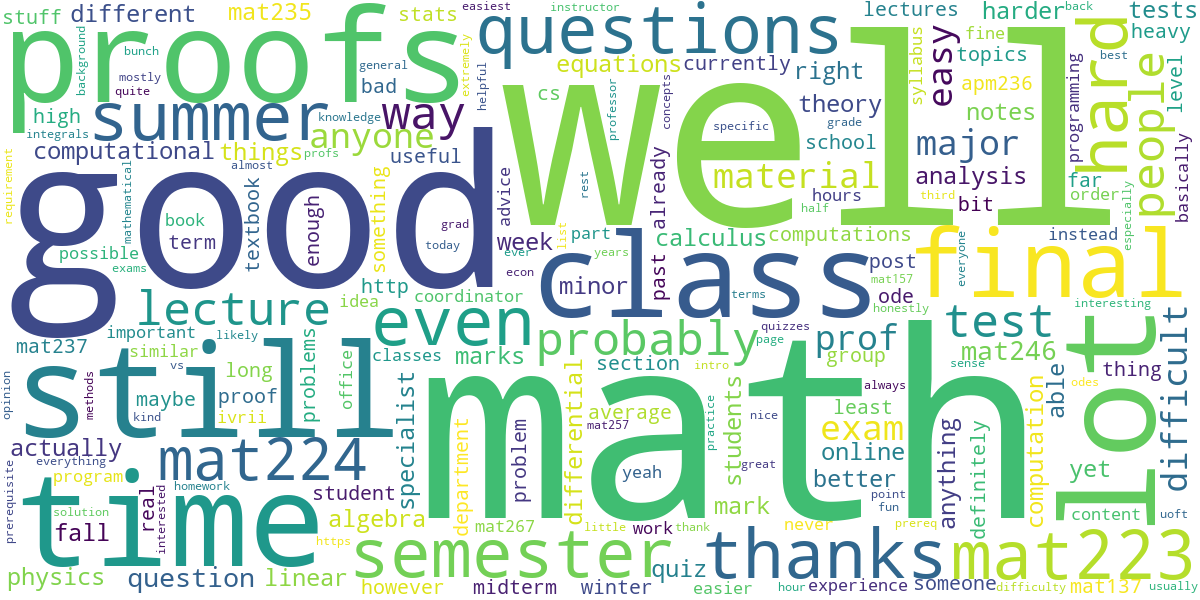 stuff
different
mat235
stats
easiest
instructor
lectures
harder
back
tests
proofs
questions
well
heavy
background
bunch
general
extremely
equations
currently
right
easy
fine
topics
best
mostly
quite
bad
helpful
cs
concepts
syllabus
apm236
hard
people
level
high
summer
knowledge
way
theory
notes
programming
integrals
anyone
professor
specific
grade
major
basically
computational
things
profs
useful
school
requirement
mathematical
almost
material
analysis
far
good
book
term
textbook
enough
something
grad
advice
rest
already
hours
third
bit
order
especially
half
possible
exams
today
ever
week
list
part
calculus
computations
instead
econ
years
past
post
final
everyone
http
class
minor
mat157
ode
lecture
idea
coordinator
terms
honestly
interesting
important
likely
even
probably
quizzes
prof
test
lot
mat237
similar
problems
classes
marks
page
group
mat246
difficult
still
vs
long
office
section
intro
sense
thing
opinion
methods
maybe
proof
specialist
differential
students
always
odes
able
kind
ivrii
average
math
least
exam
actually
mat224
mat257
practice
nice
online
computation
everything
department
problem
yeah
great
better
anything
definitely
yet
prerequisite
program
homework
time
student
mark
point
fun
real
interested
solution
fall
algebra
mat267
little
work
thank
never
prereq
content
uoft
https
semester
thanks
mat223
physics
question
linear
quiz
however
midterm
winter
easier
hour
experience
someone
difficulty
mat137
usually